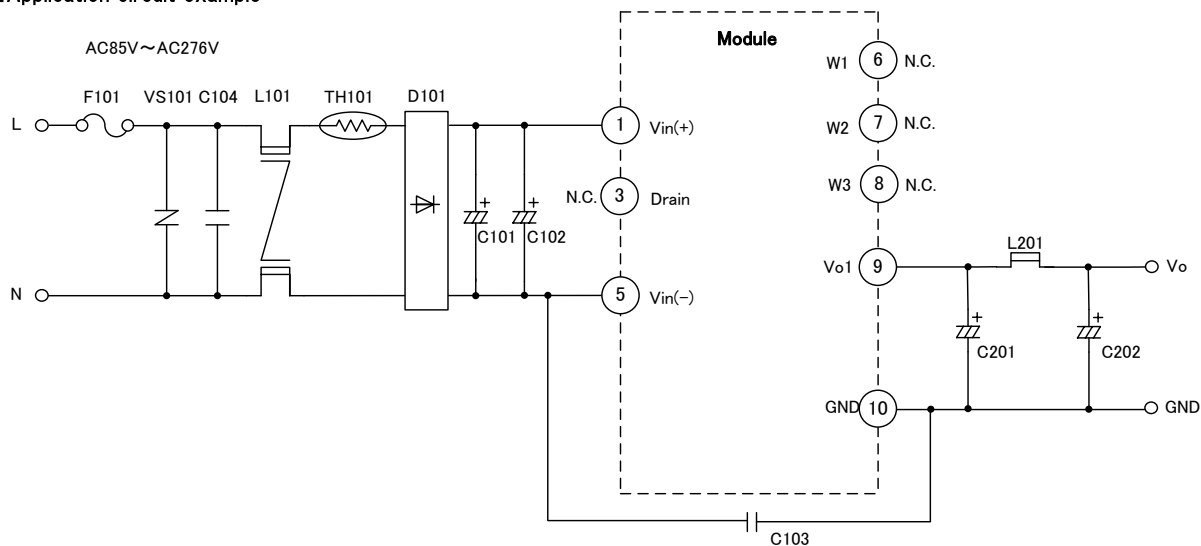 Application circuit example
AC85V～AC276V
Module
F101 VS101 C104 L101 TH101 D101
L
N
C101 C102
1 Vin(+)
N.C. 3 Drain
5 Vin(-)
W1 6 N.C.
W2 7 N.C.
W3 8 N.C.
Vo1 9
GND 10
L201
Vo
+
+
+
+
C201 C202
GND
C103